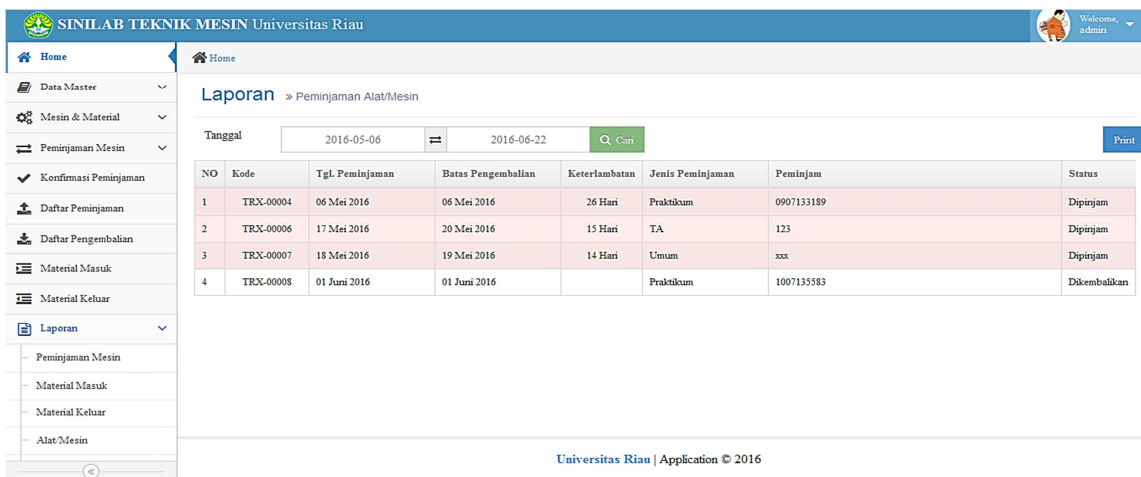 SINILAB TEKNIK MESIN Universitas Riau
Welcome, admin
Home
Data Master
Mesin & Material
Peminjaman Mesin
Konfirmasi Peminjaman
Daftar Peminjaman
Daftar Pengembalian
Material Masuk
Material Keluar
Laporan
Peminjaman Mesin
Material Masuk
Material Keluar
Alat/Mesin
Home
Laporan » Peminjaman Alat/Mesin
Tanggal 2016-05-06 2016-06-22 Cari Print
NO Kode Tgl. Peminjaman Batas Pengembalian Keterlambatan Jenis Peminjaman Peminjam Status
1 TRX-00004 06 Mei 2016 06 Mei 2016 26 Hari Praktikum 0907133189 Dipinjam
2 TRX-00006 17 Mei 2016 20 Mei 2016 15 Hari TA 123 Dipinjam
3 TRX-00007 18 Mei 2016 19 Mei 2016 14 Hari Umum xxx Dipinjam
4 TRX-00008 01 Juni 2016 01 Juni 2016 Praktikum 1007135583 Dikembalikan
Universitas Riau | Application © 2016